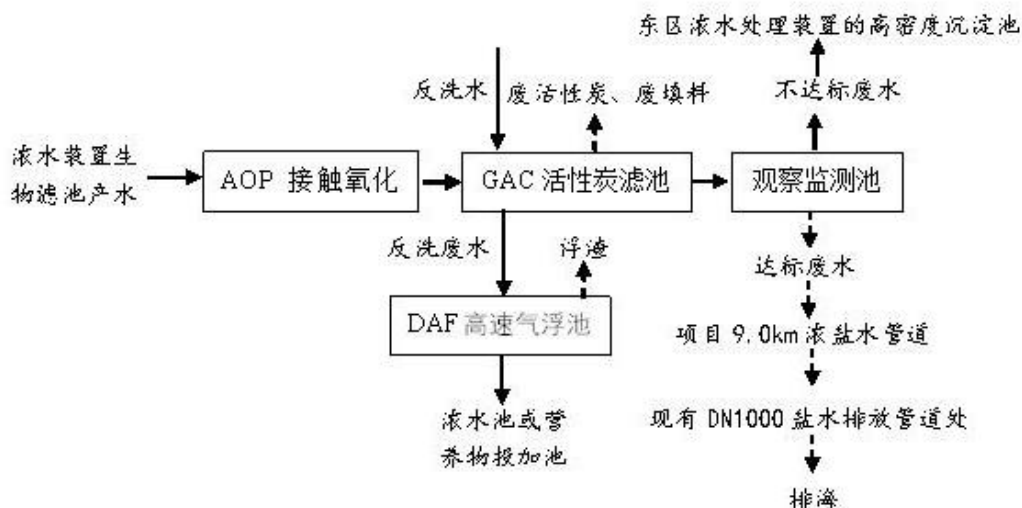 东区浓水处理装置的高密度沉淀池
反洗水
废活性炭、废填料
不达标废水
浓水装置生
物滤池产水
AOP 接触氧化
GAC 活性炭滤池
观察监测池
反洗废水
浮渣
达标废水
DAF 高速气浮池
项目 9.0km 浓盐水管道
浓水池或营
养物投加池
现有 DN1000 盐水排放管道处
排海